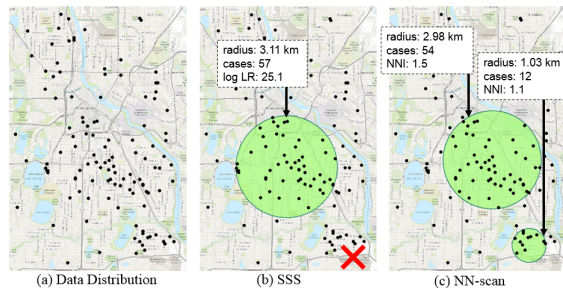 radius: 3.11 km
cases: 57
log LR: 25.1
radius: 2.98 km
cases: 54
NNI: 1.5
radius: 1.03 km
cases: 12
NNI: 1.1
(a) Data Distribution
(b) SSS
(c) NN-scan